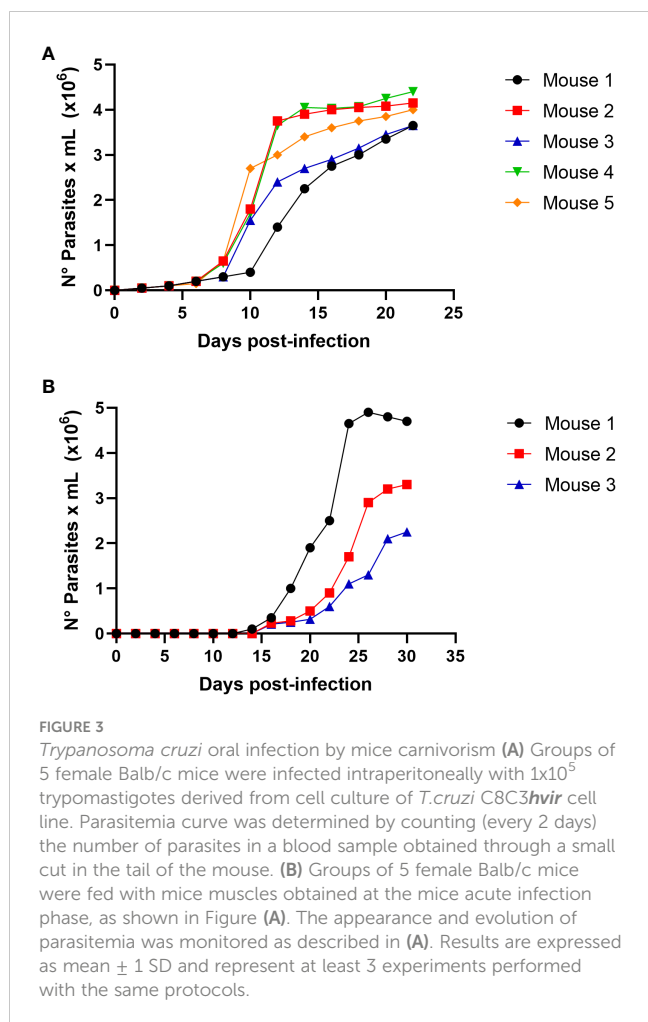 A
N° Parasites x mL (x10⁶)
5
4
3
2
1
0
0 5 10 15 20 25
Days post-infection
Mouse 1
Mouse 2
Mouse 3
Mouse 4
Mouse 5
B
N° Parasites x mL (x10⁶)
5
4
3
2
1
0
0 5 10 15 20 25 30 35
Days post-infection
Mouse 1
Mouse 2
Mouse 3
FIGURE 3
Trypanosoma cruzi oral infection by mice carnivorism (A) Groups of
5 female Balb/c mice were infected intraperitoneally with 1x10⁵
trypomastigotes derived from cell culture of T.cruzi C8C3hvir cell
line. Parasitemia curve was determined by counting (every 2 days)
the number of parasites in a blood sample obtained through a small
cut in the tail of the mouse. (B) Groups of 5 female Balb/c mice
were fed with mice muscles obtained at the mice acute infection
phase, as shown in Figure (A). The appearance and evolution of
parasitemia was monitored as described in (A). Results are expressed
as mean ± 1 SD and represent at least 3 experiments performed
with the same protocols.